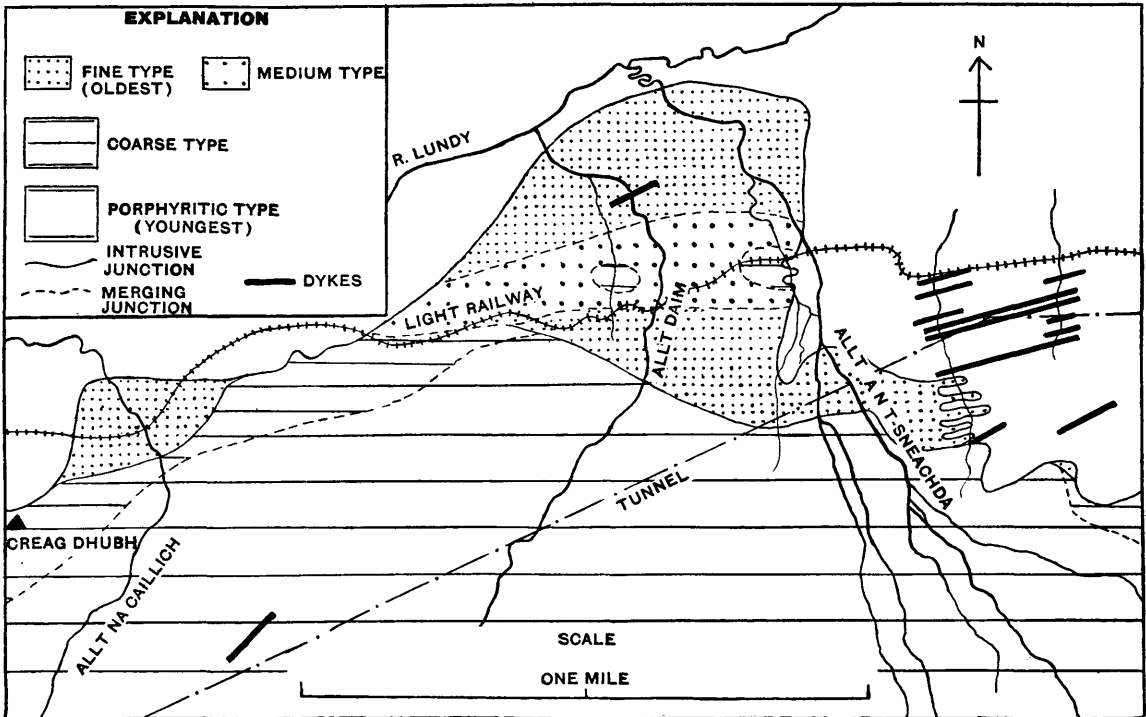 EXPLANATION
FINE TYPE
(OLDEST)
MEDIUM TYPE
COARSE TYPE
PORPHYRITIC TYPE
(YOUNGEST)
INTRUSIVE
JUNCTION
MERGING
JUNCTION
DYKES
N
R. LUNDY
LIGHT RAILWAY
ALLT DAIM
ALLT AN T-SNEACHDA
TUNNEL
CREAG DHUBH
ALLT NA CAILLICH
SCALE
ONE MILE